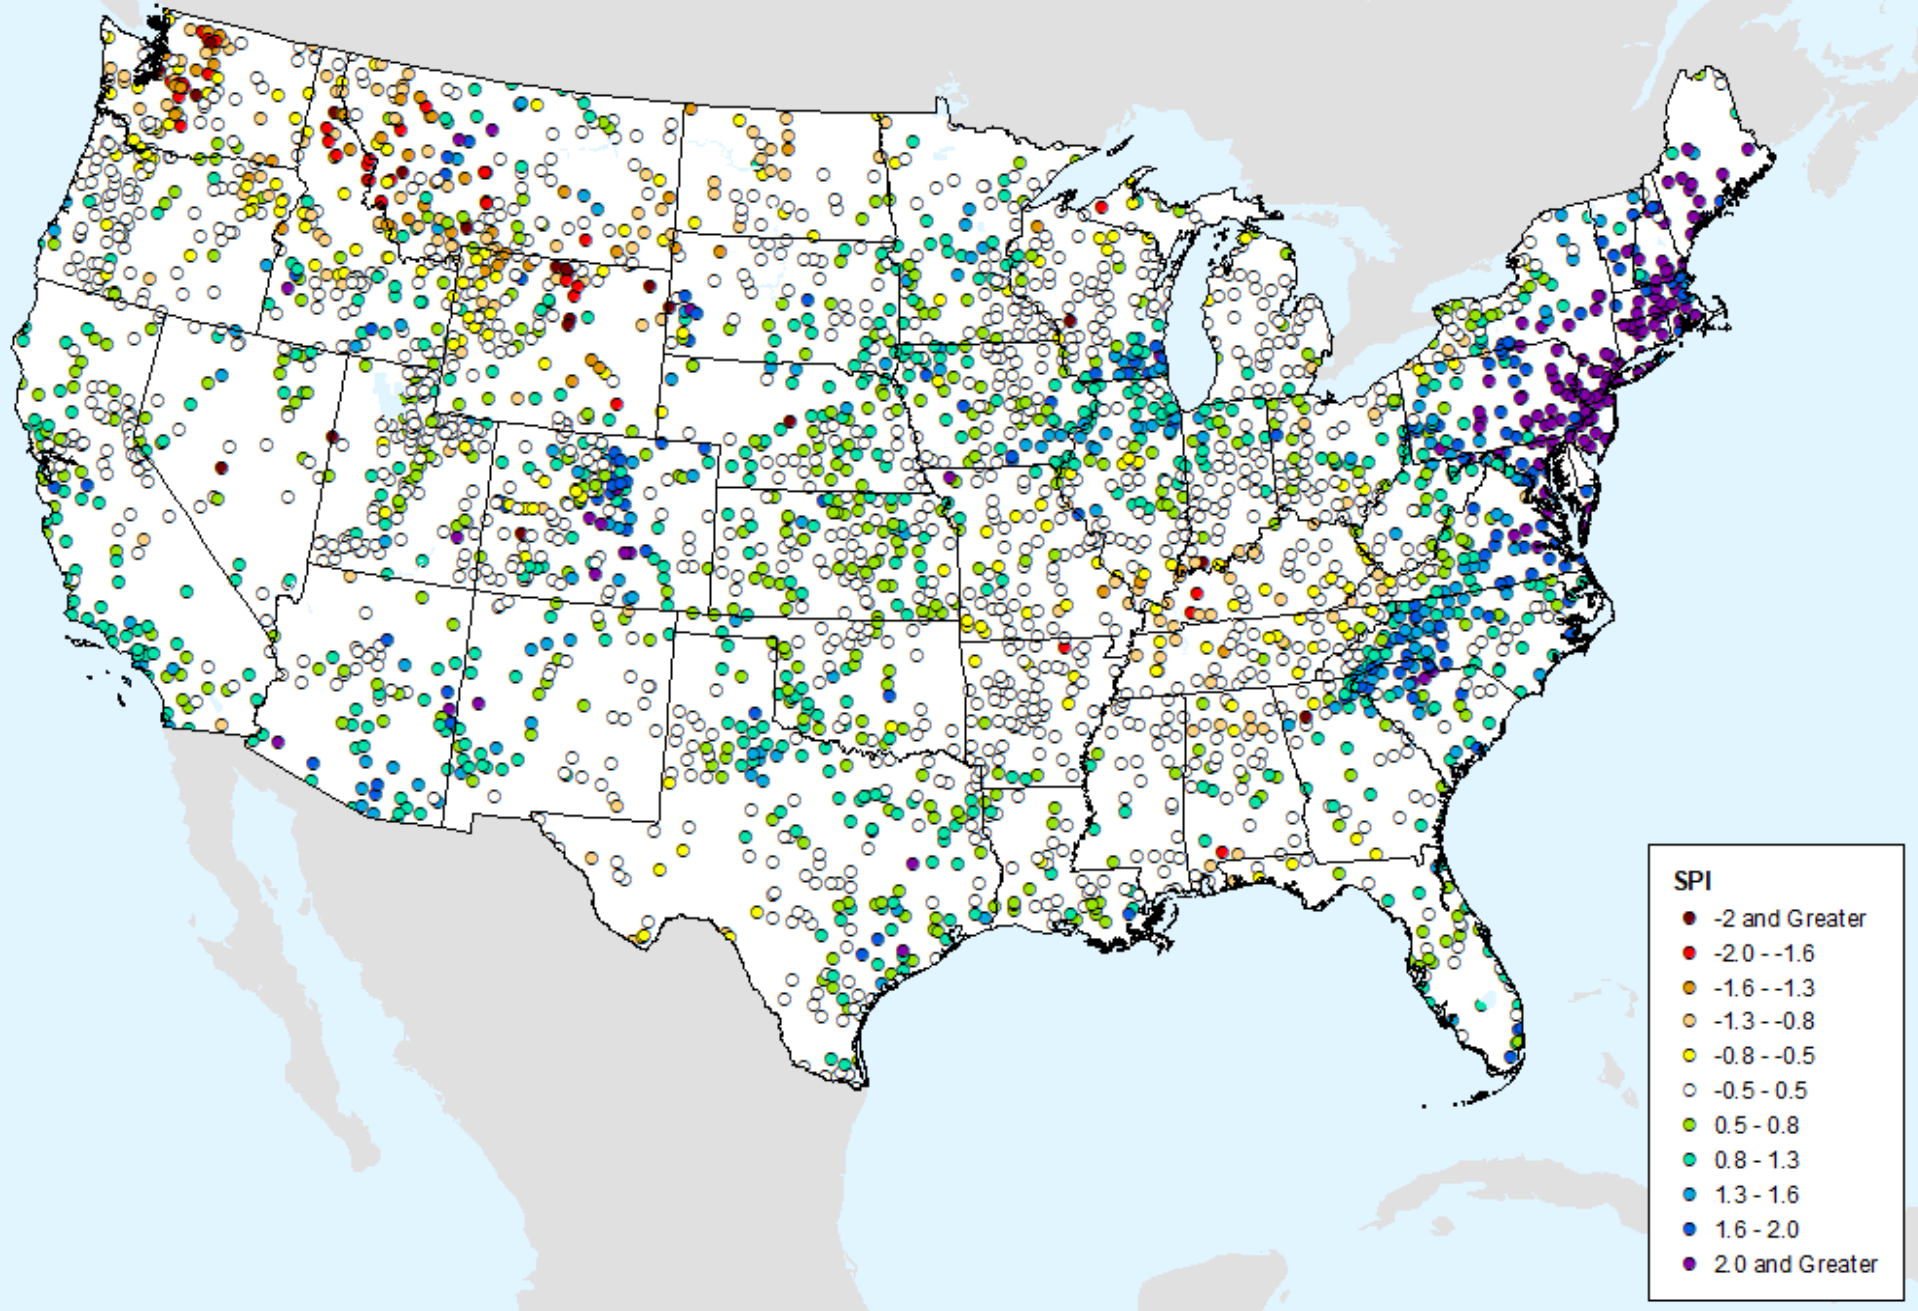 SPI
-2 and Greater
-2.0 - -1.6
-1.6 - -1.3
-1.3 - -0.8
-0.8 - -0.5
-0.5 - 0.5
0.5 - 0.8
0.8 - 1.3
1.3 - 1.6
1.6 - 2.0
2.0 and Greater